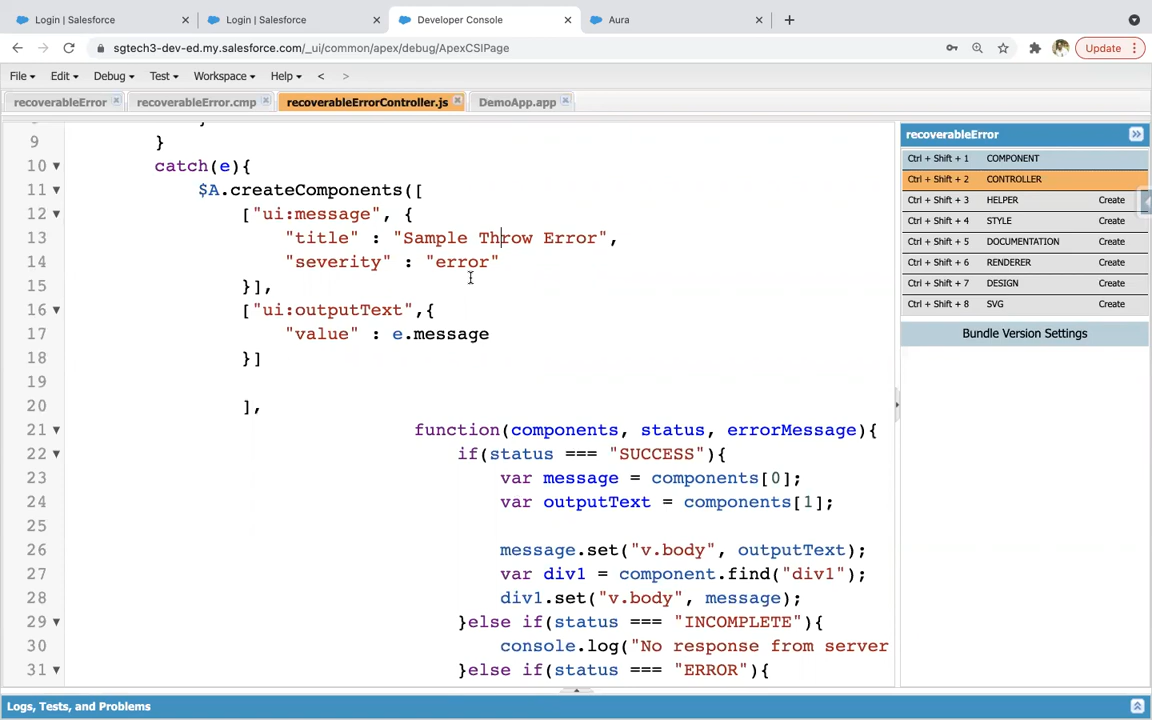 Login | Salesforce
Login | Salesforce
Developer Console
Aura
sgtech3-dev-ed.my.salesforce.com/_ui/common/apex/debug/ApexCSIPage
Update
File Edit Debug Test Workspace Help < >
recoverableError
recoverableError.cmp
recoverableErrorController.js
DemoApp.app
9 }
10 catch(e){
11 $A.createComponents([
12 ["ui:message", {
13 "title" : "Sample Throw Error",
14 "severity" : "error"
15 }],
16 ["ui:outputText",{
17 "value" : e.message
18 }]
19
20 ],
21 function(components, status, errorMessage){
22 if(status === "SUCCESS"){
23 var message = components[0];
24 var outputText = components[1];
25
26 message.set("v.body", outputText);
27 var div1 = component.find("div1");
28 div1.set("v.body", message);
29 }else if(status === "INCOMPLETE"){
30 console.log("No response from server
31 }else if(status === "ERROR"){
recoverableError
Ctrl + Shift + 1 COMPONENT
Ctrl + Shift + 2 CONTROLLER
Ctrl + Shift + 3 HELPER Create
Ctrl + Shift + 4 STYLE Create
Ctrl + Shift + 5 DOCUMENTATION Create
Ctrl + Shift + 6 RENDERER Create
Ctrl + Shift + 7 DESIGN Create
Ctrl + Shift + 8 SVG Create
Bundle Version Settings
Logs, Tests, and Problems